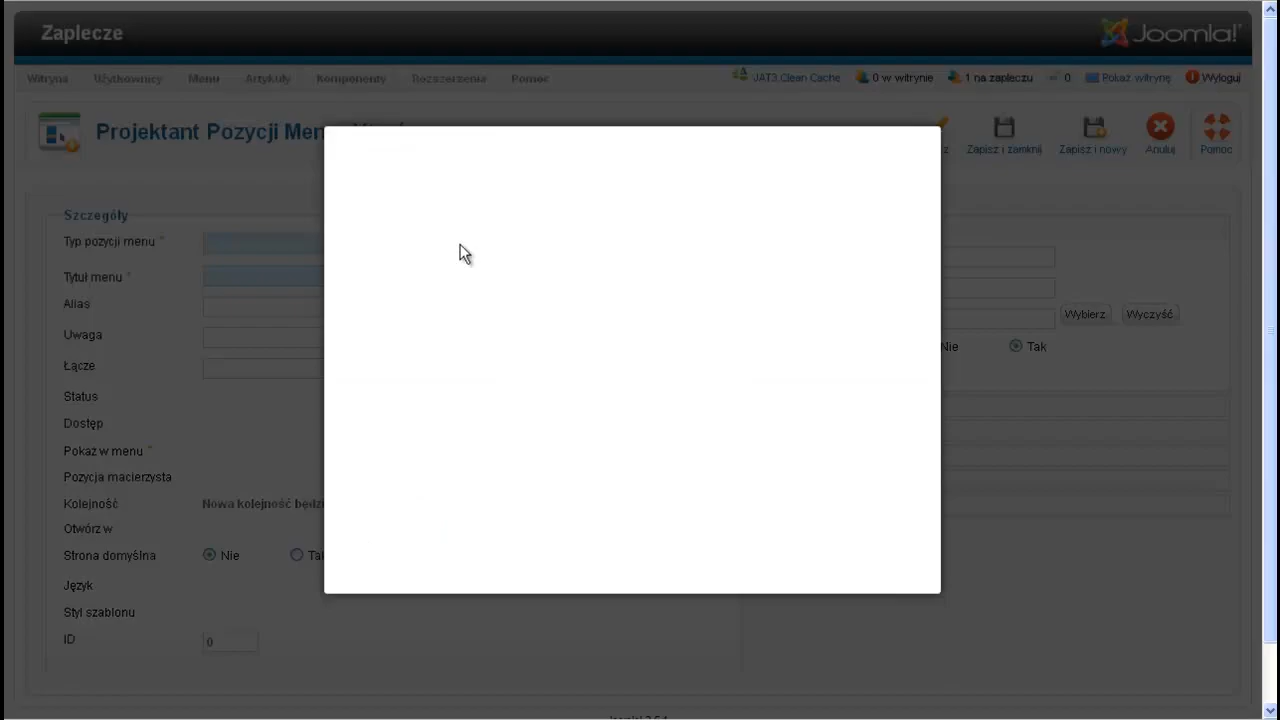 Zaplecze
Joomla!
Witryna Użytkownicy Menu Artykuły Komponenty Rozszerzenia Pomoc JAT3 Clean Cache 0 w witrynie 1 na zapleczu 0 Pokaż witrynę Wyloguj
Projektant Pozycji Men
z Zapisz i zamknij Zapisz i nowy Anuluj Pomoc
Szczegóły
Typ pozycji menu *
Tytuł menu *
Alias
Wybierz Wyczyść
Uwaga
Nie Tak
Łącze
Status
Dostęp
Pokaż w menu *
Pozycja macierzysta
Kolejność Nowa kolejność będzi
Otwórz w
Strona domyślna Nie Tak
Język
Styl szablonu
ID 0